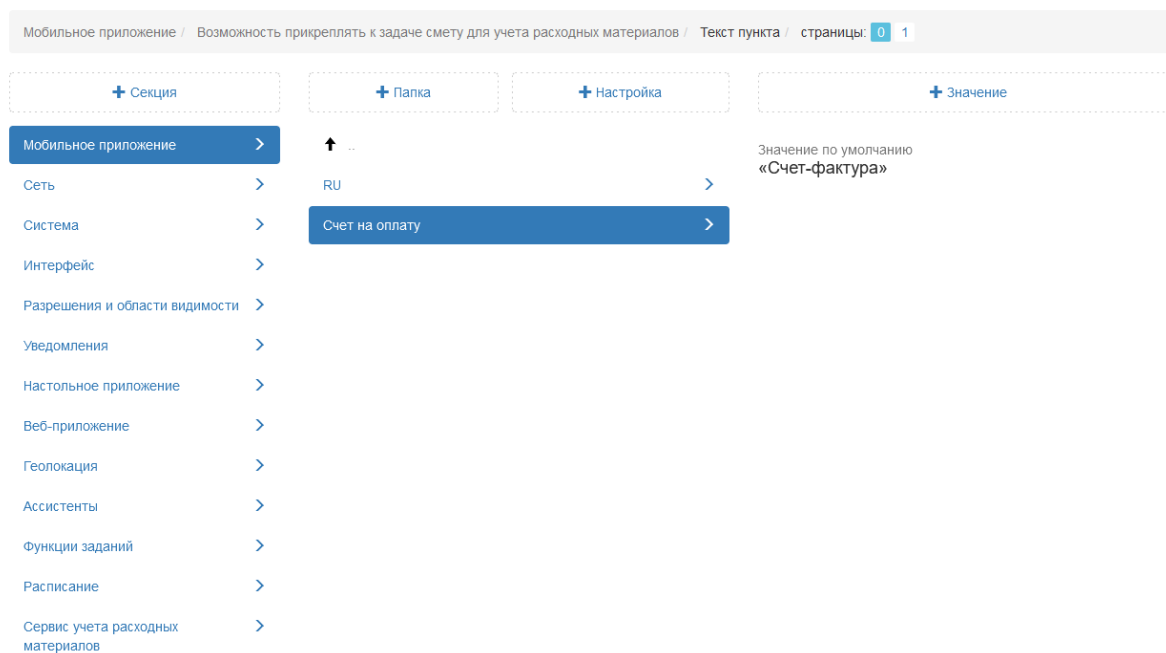 Мобильное приложение / Возможность прикреплять к задаче смету для учета расходных материалов / Текст пункта / страницы: 0 1
+ Секция
+ Папка
+ Настройка
+ Значение
Мобильное приложение
Сеть
Система
Интерфейс
Разрешения и области видимости
Уведомления
Настольное приложение
Веб-приложение
Геолокация
Ассистенты
Функции заданий
Расписание
Сервис учета расходных
материалов
..
RU
Счет на оплату
Значение по умолчанию
«Счет-фактура»